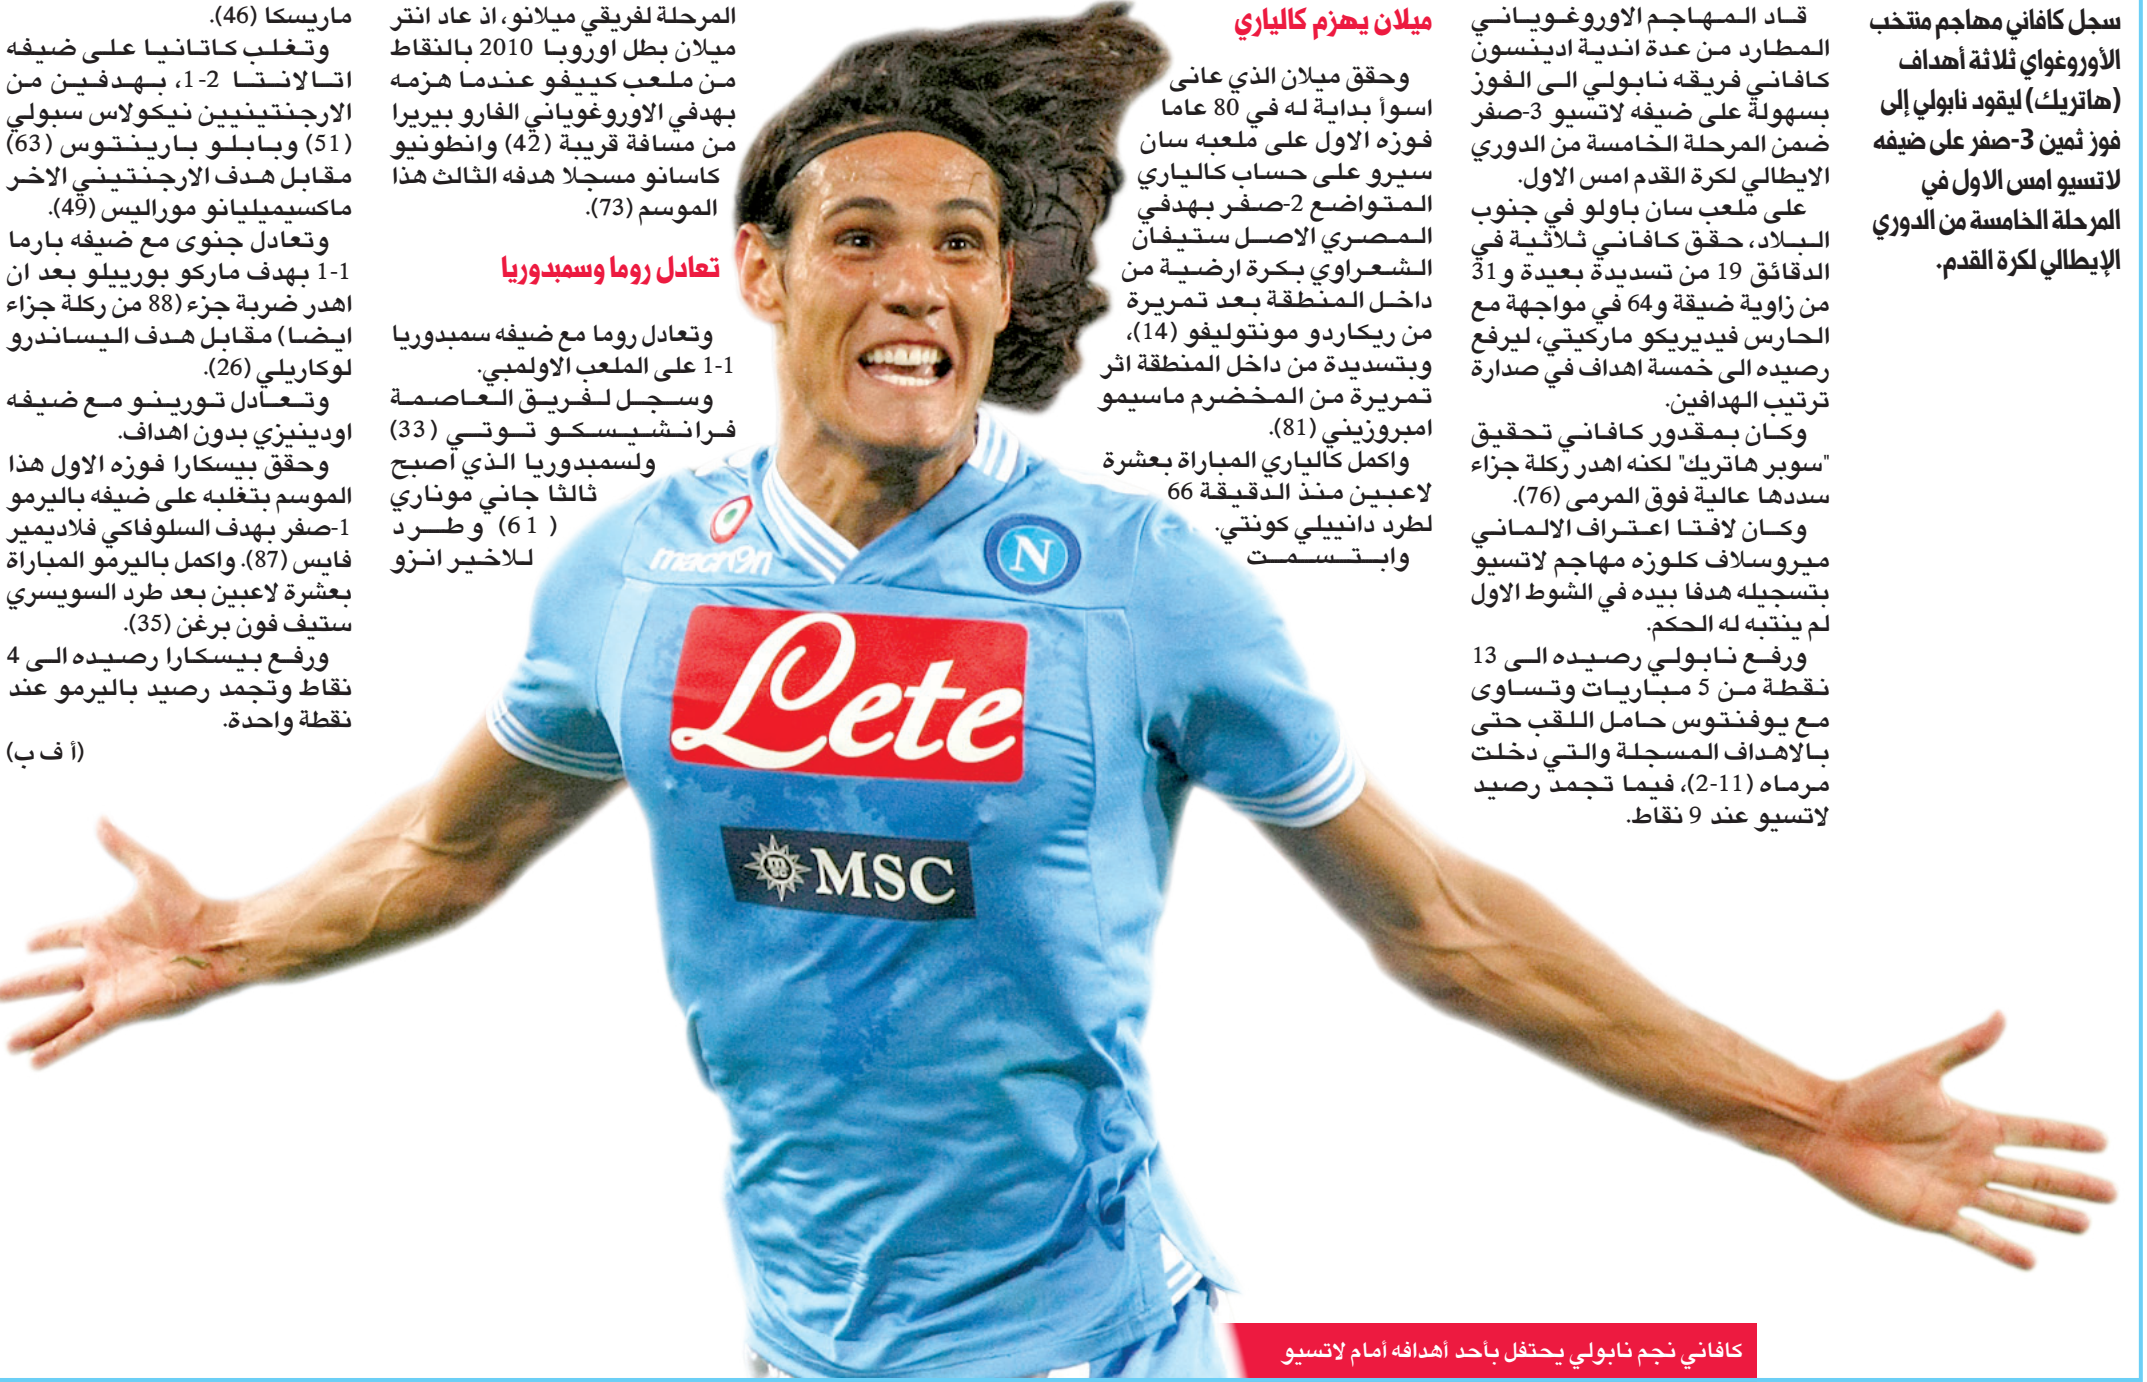 سجل كافاني مهاجم منتخب
الأوروغواي ثلاثة أهداف
(هاتريك) ليقود نابولي إلى
فوز ثمين 3-صفر على ضيفه
لاتسيو امس الاول في
المرحلة الخامسة من الدوري
الإيطالي لكرة القدم.
قاد المهاجم الاوروغوياني
المطارد من عدة اندية ادينسون
كافاني فريقه نابولي الى الفوز
بسهولة على ضيفه لاتسيو 3-صفر
ضمن المرحلة الخامسة من الدوري
الايطالي لكرة القدم امس الاول.
على ملعب سان باولو في جنوب
البلاد، حقق كافاني ثلاثية في
الدقائق 19 من تسديدة بعيدة و31
من زاوية ضيقة و64 في مواجهة مع
الحارس فيديريكو ماركيتي، ليرفع
رصيده الى خمسة اهداف في صدارة
ترتيب الهدافين.
وكان بمقدور كافاني تحقيق
"سوبر هاتريك" لكنه اهدر ركلة جزاء
سددها عالية فوق المرمى (76).
وكان لافتا اعتراف الالماني
ميروسلاف كلوزه مهاجم لاتسيو
بتسجيله هدفا بيده في الشوط الاول
لم ينتبه له الحكم.
ورفع نابولي رصيده الى 13
نقطة من 5 مباريات وتساوى
مع يوفنتوس حامل اللقب حتى
بالاهداف المسجلة والتي دخلت
مرماه (11-2)، فيما تجمد رصيد
لاتسيو عند 9 نقاط.
ميلان يهزم كالياري
وحقق ميلان الذي عانى
اسوأ بداية له في 80 عاما
فوزه الاول على ملعبه سان
سيرو على حساب كالياري
المتواضع 2-صفر بهدفي
المصري الاصل ستيفان
الشعراوي بكرة ارضية من
داخل المنطقة بعد تمريرة
من ريكاردو مونتوليفو (14)،
وبتسديدة من داخل المنطقة اثر
تمريرة من المخضرم ماسيمو
امبروزيني (81).
واكمل كالياري المباراة بعشرة
لاعبين منذ الدقيقة 66
لطرد دانييلي كونتي.
وابتسمت
المرحلة لفريقي ميلانو، اذ عاد انتر
ميلان بطل اوروبا 2010 بالنقاط
من ملعب كييفو عندما هزمه
بهدفي الاوروغوياني الفارو بيريرا
من مسافة قريبة (42) وانطونيو
كاسانو مسجلا هدفه الثالث هذا
الموسم (73).
تعادل روما وسمبدوريا
وتعادل روما مع ضيفه سمبدوريا
1-1 على الملعب الاولمبي.
وسجل لفريق العاصمة
فرانشيسكو توتي (33)
ولسمبدوريا الذي اصبح
ثالثا جاني موناري
(61) وطرد
للاخير انزو
ماريسكا (46).
وتغلب كاتانيا على ضيفه
اتالانتا 2-1، بهدفين من
الارجنتينيين نيكولاس سبولي
(51) وبابلو بارينتوس (63)
مقابل هدف الارجنتيني الاخر
ماكسيميليانو موراليس (49).
وتعادل جنوى مع ضيفه بارما
1-1 بهدف ماركو بورييلو بعد ان
اهدر ضربة جزء (88 من ركلة جزاء
ايضا) مقابل هدف اليساندرو
لوكاريلي (26).
وتعادل تورينو مع ضيفه
اودينيزي بدون اهداف.
وحقق بيسكارا فوزه الاول هذا
الموسم بتغلبه على ضيفه باليرمو
1-صفر بهدف السلوفاكي فلاديمير
فايس (87). واكمل باليرمو المباراة
بعشرة لاعبين بعد طرد السويسري
ستيف فون برغن (35).
ورفع بيسكارا رصيده الى 4
نقاط وتجمد رصيد باليرمو عند
نقطة واحدة.
(أ ف ب)
macron
N
Lete
MSC
كافاني نجم نابولي يحتفل بأحد أهدافه أمام لاتسيو